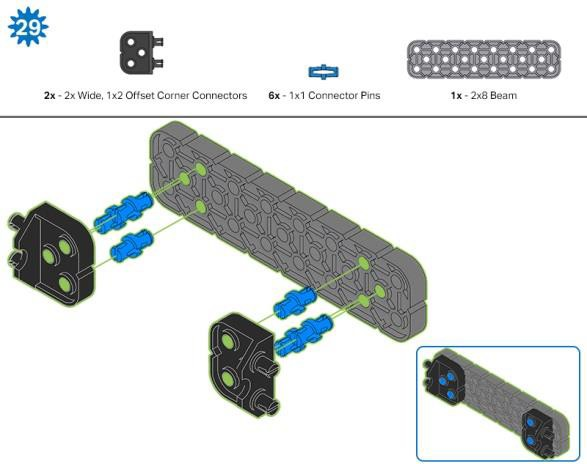 29
2x - 2x Wide, 1x2 Offset Corner Connectors
6x - 1x1 Connector Pins
1x - 2x8 Beam